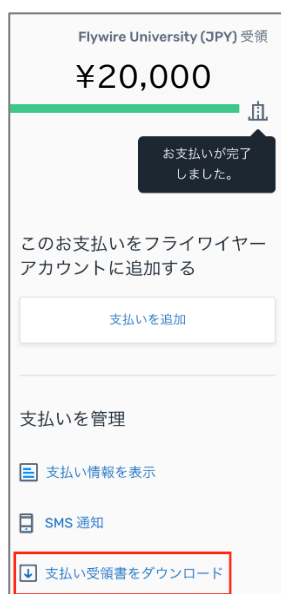 Flywire University (JPY) 受領
¥20,000
お支払いが完了
しました。
このお支払いをフライワイヤー
アカウントに追加する
支払いを追加
支払いを管理
支払い情報を表示
SMS 通知
支払い受領書をダウンロード